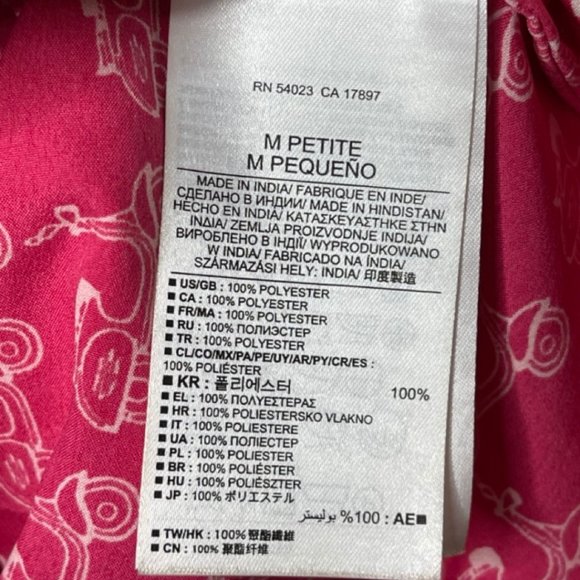 RN 54023 CA 17897
M PETITE
M PEQUEÑO
MADE IN INDIA/ FABRIQUE EN INDE/
СДЕЛАНО В ИНДИИ/ MADE IN HINDISTAN/
HECHO EN INDIA/ ΚΑΤΑΣΚΕΥΑΣΤΗΚΕ ΣΤΗΝ
ΙΝΔΙΑ/ ZEMLJA PROIZVODNJE INDIJA/
ВИРОБЛЕНО В ІНДІЇ/ WYPRODUKOWANO
W INDIA/ FABRICADO NA ÍNDIA/
SZÁRMAZÁSI HELY: INDIA/ 印度製造
■ US/GB : 100% POLYESTER
■ CA : 100% POLYESTER
■ FR/MA : 100% POLYESTER
■ RU : 100% ПОЛИЭСТЕР
■ TR : 100% POLYESTER
■ CL/CO/MX/PA/PE/UY/AR/PY/CR/ES :
100% POLIÉSTER
■ KR : 폴리에스터 100%
■ EL : 100% ΠΟΛΥΕΣΤΕΡΑΣ
■ HR : 100% POLIESTERSKO VLAKNO
■ IT : 100% POLIESTERE
■ UA : 100% ПОЛІЕСТЕР
■ PL : 100% POLIESTER
■ BR : 100% POLIÉSTER
■ HU : 100% POLIÉSZTER
■ JP : 100% ポリエステル
■AE : 100% بوليستر
■ TW/HK : 100% 聚酯纖維
■ CN : 100% 聚酯纤维